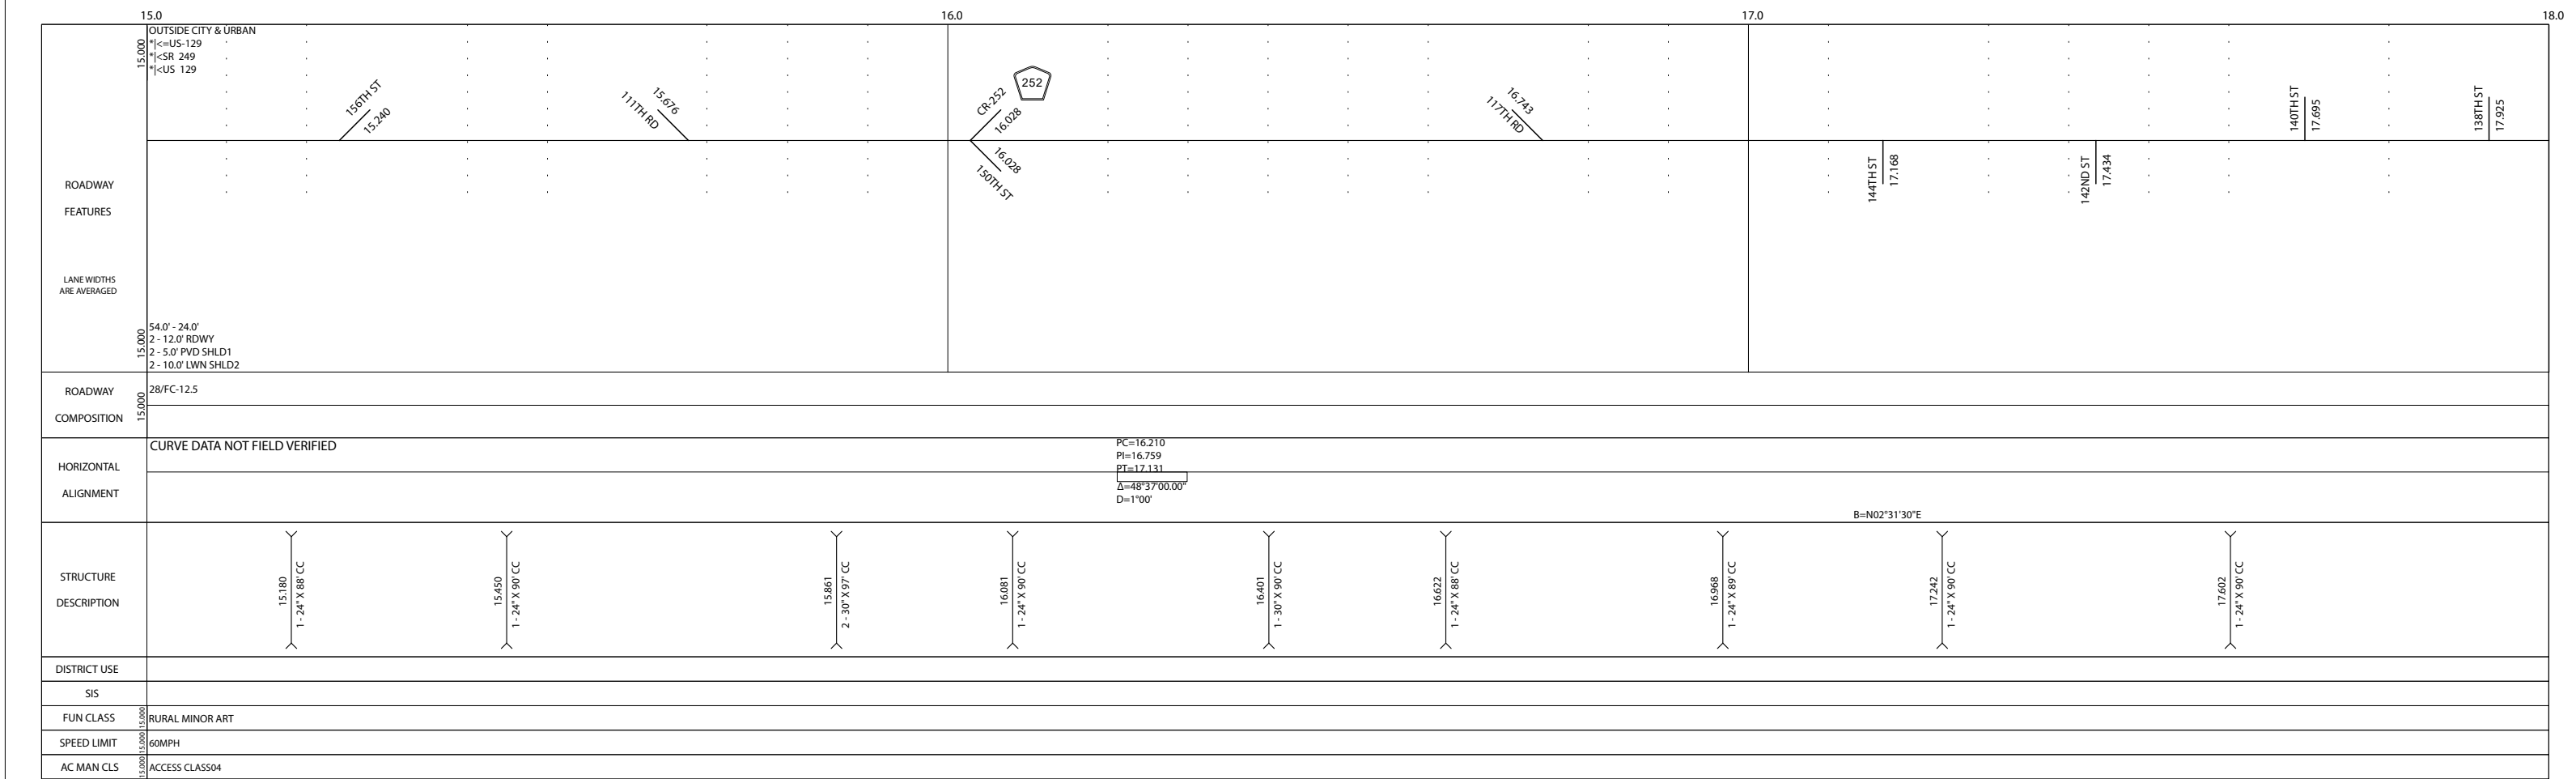 15.0
16.0
17.0
18.0
15.000
OUTSIDE CITY & URBAN
*|<=US-129
*|<SR 249
*|<US 129
156TH ST
15.240
111TH RD
15.676
CR-252
16.028
252
16.028
150TH ST
117TH RD
16.743
144TH ST
17.168
142ND ST
17.434
140TH ST
17.695
138TH ST
17.925
ROADWAY
FEATURES
LANE WIDTHS
ARE AVERAGED
15.000
54.0' - 24.0'
2 - 12.0' RDWY
2 - 5.0' PVD SHLD1
2 - 10.0' LWN SHLD2
ROADWAY
COMPOSITION
15.000
28/FC-12.5
HORIZONTAL
ALIGNMENT
CURVE DATA NOT FIELD VERIFIED
PC=16.210
PI=16.759
PT=17.131
Δ=48°37'00.00"
D=1°00'
B=N02°31'30"E
STRUCTURE
DESCRIPTION
15.180
1 - 24" X 88' CC
15.450
1 - 24" X 90' CC
15.861
2 - 30" X 97' CC
16.081
1 - 24" X 90' CC
16.401
1 - 30" X 90' CC
16.622
1 - 24" X 88' CC
16.968
1 - 24" X 89' CC
17.242
1 - 24" X 90' CC
17.602
1 - 24" X 90' CC
DISTRICT USE
SIS
FUN CLASS
15.000
RURAL MINOR ART
SPEED LIMIT
15.000
60MPH
AC MAN CLS
15.000
ACCESS CLASS04